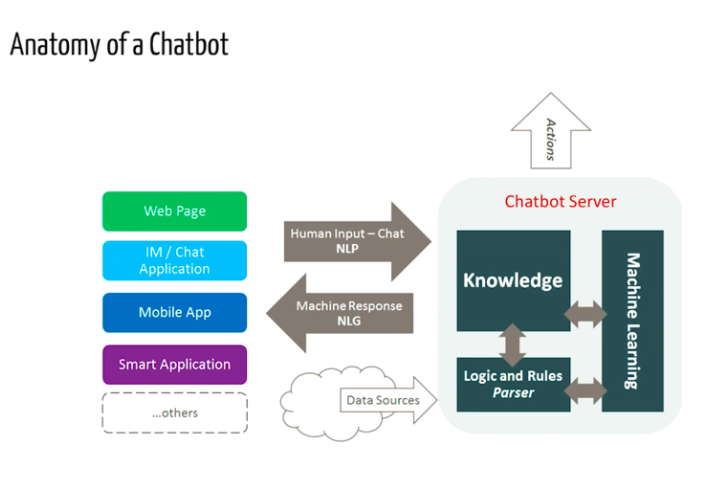 Anatomy of a Chatbot
Actions
Chatbot Server
Web Page
IM / Chat
Application
Mobile App
Smart Application
...others
Human Input – Chat
NLP
Machine Response
NLG
Data Sources
Knowledge
Logic and Rules
Parser
Machine Learning